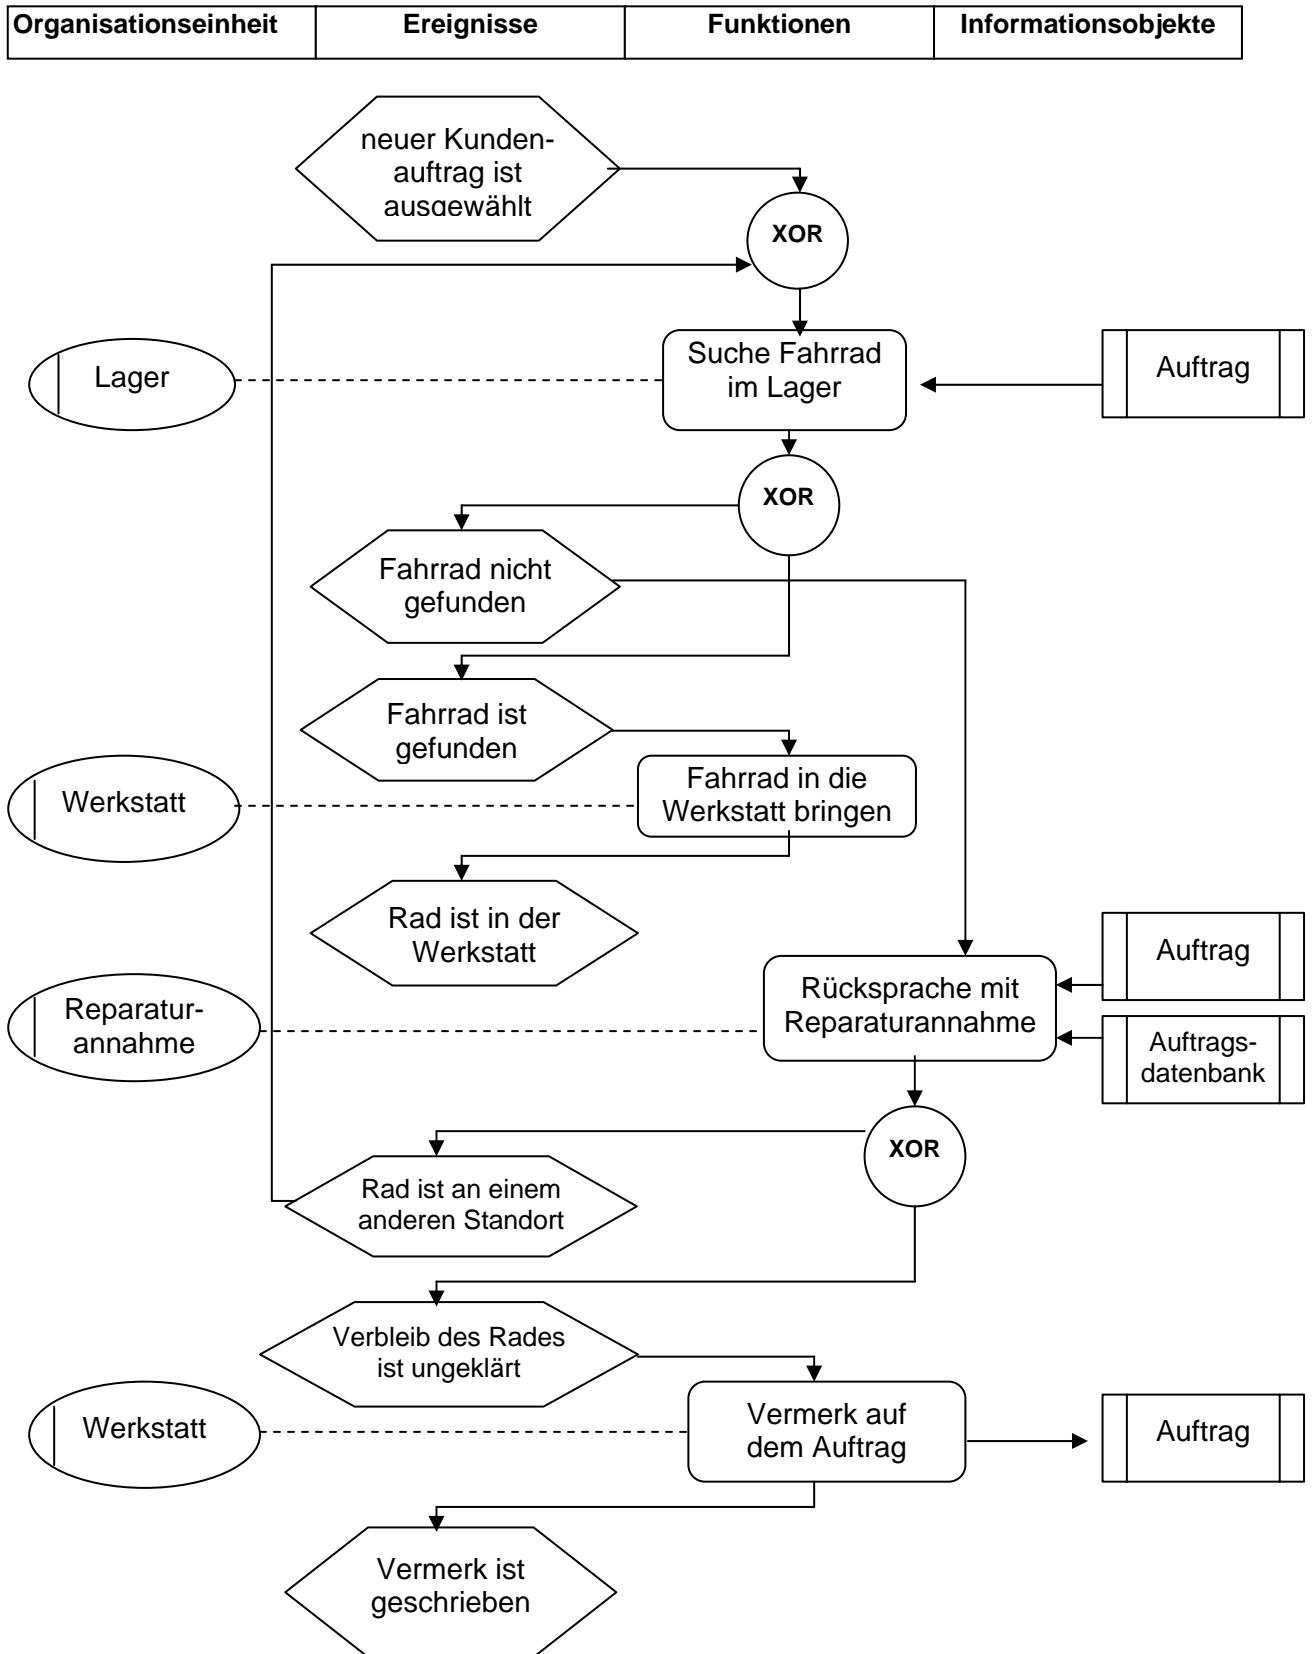 Organisationseinheit Ereignisse Funktionen Informationsobjekte
neuer Kunden-
auftrag ist
ausgewählt
XOR
Lager
Suche Fahrrad
im Lager
Auftrag
XOR
Fahrrad nicht
gefunden
Fahrrad ist
gefunden
Werkstatt
Fahrrad in die
Werkstatt bringen
Rad ist in der
Werkstatt
Auftrag
Reparatur-
annahme
Rücksprache mit
Reparaturannahme
Auftrags-
datenbank
XOR
Rad ist an einem
anderen Standort
Verbleib des Rades
ist ungeklärt
Werkstatt
Vermerk auf
dem Auftrag
Auftrag
Vermerk ist
geschrieben